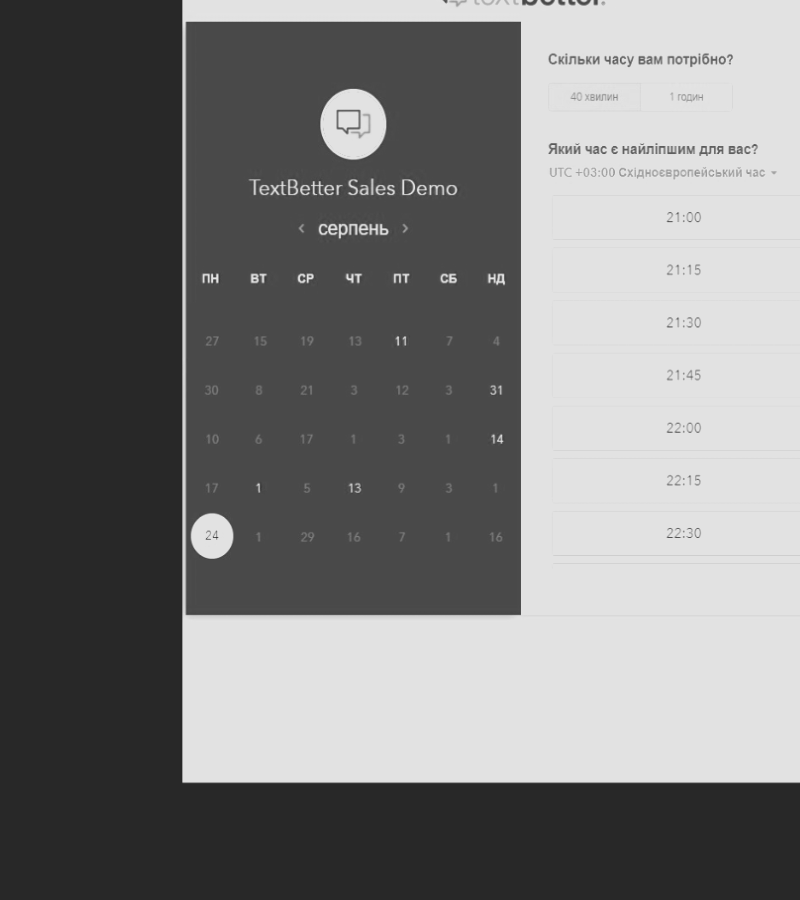 textbetter.
TextBetter Sales Demo
‹ серпень ›
ПН ВТ СР ЧТ ПТ СБ НД
27 15 19 13 11 7 4
30 8 21 3 12 3 31
10 6 17 1 3 1 14
17 1 5 13 9 3 1
24 1 29 16 7 1 16
Скільки часу вам потрібно?
40 хвилин 1 годин
Який час є найліпшим для вас?
UTC +03:00 Східноєвропейський час
21:00
21:15
21:30
21:45
22:00
22:15
22:30